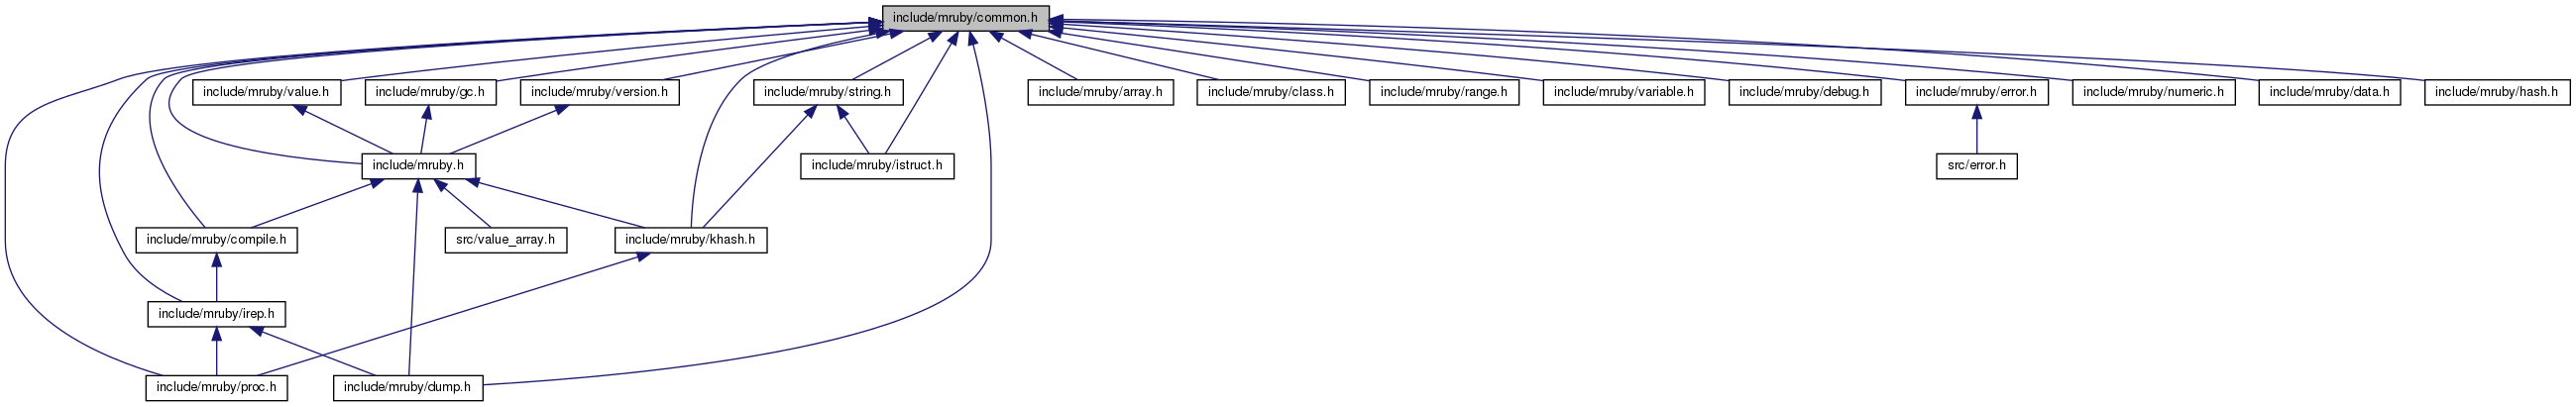 include/mruby/common.h
include/mruby/value.h
include/mruby/gc.h
include/mruby/version.h
include/mruby/string.h
include/mruby/array.h
include/mruby/class.h
include/mruby/range.h
include/mruby/variable.h
include/mruby/debug.h
include/mruby/error.h
include/mruby/numeric.h
include/mruby/data.h
include/mruby/hash.h
include/mruby.h
include/mruby/istruct.h
src/error.h
include/mruby/compile.h
src/value_array.h
include/mruby/khash.h
include/mruby/irep.h
include/mruby/proc.h
include/mruby/dump.h